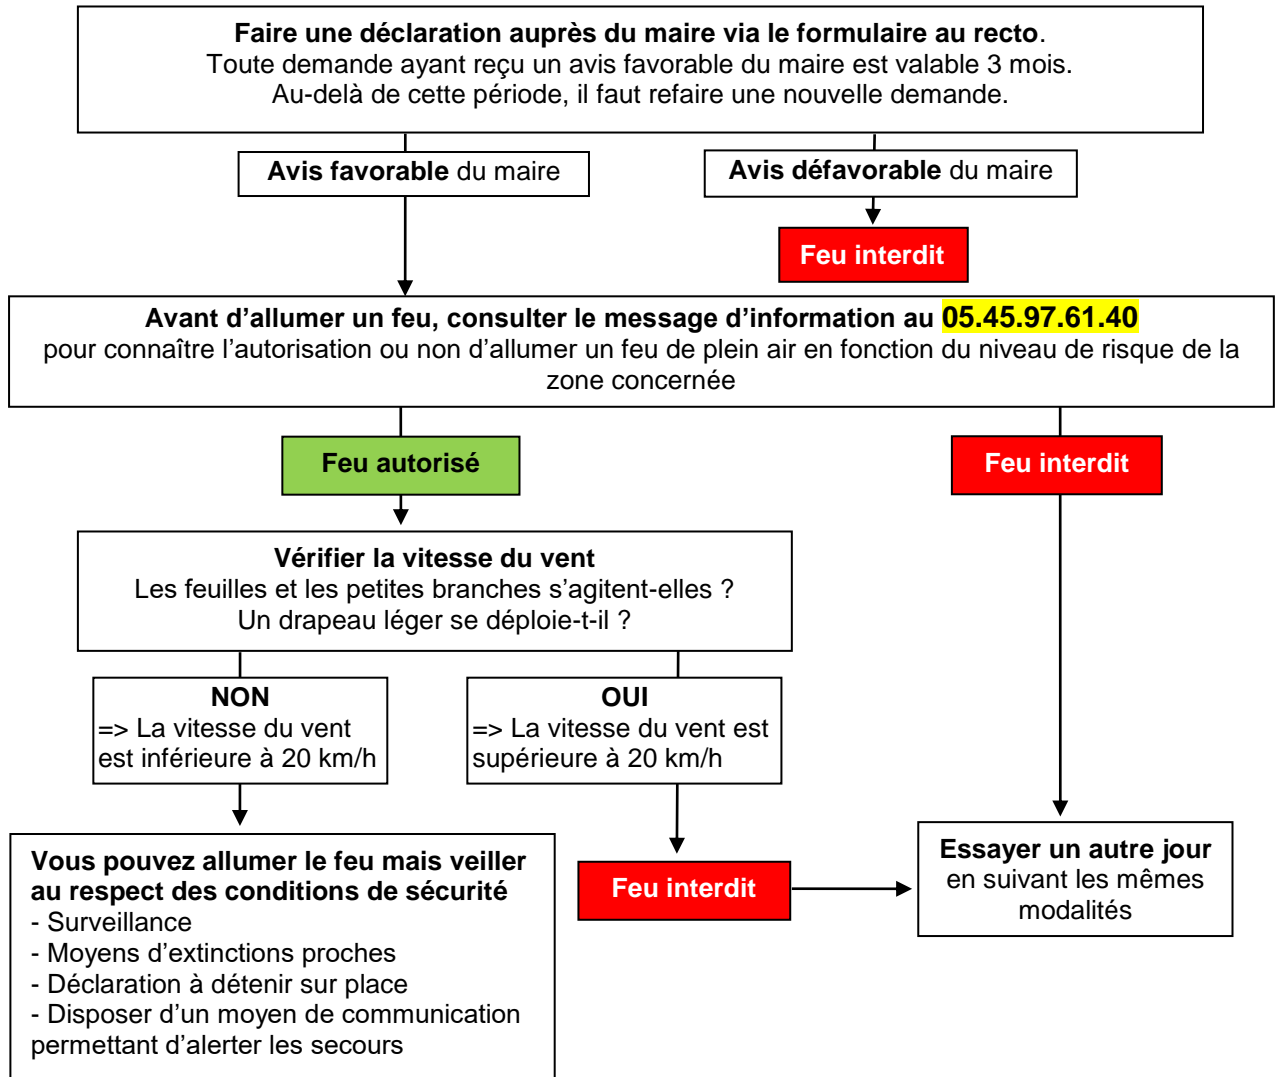 Faire une déclaration auprès du maire via le formulaire au recto.
Toute demande ayant reçu un avis favorable du maire est valable 3 mois.
Au-delà de cette période, il faut refaire une nouvelle demande.
Avis favorable du maire
Avis défavorable du maire
Feu interdit
Avant d’allumer un feu, consulter le message d’information au 05.45.97.61.40
pour connaître l’autorisation ou non d’allumer un feu de plein air en fonction du niveau de risque de la
zone concernée
Feu autorisé
Feu interdit
Vérifier la vitesse du vent
Les feuilles et les petites branches s’agitent-elles ?
Un drapeau léger se déploie-t-il ?
NON
=> La vitesse du vent
est inférieure à 20 km/h
OUI
=> La vitesse du vent est
supérieure à 20 km/h
Vous pouvez allumer le feu mais veiller
au respect des conditions de sécurité
- Surveillance
- Moyens d’extinctions proches
- Déclaration à détenir sur place
- Disposer d’un moyen de communication
permettant d’alerter les secours
Feu interdit
Essayer un autre jour
en suivant les mêmes
modalités